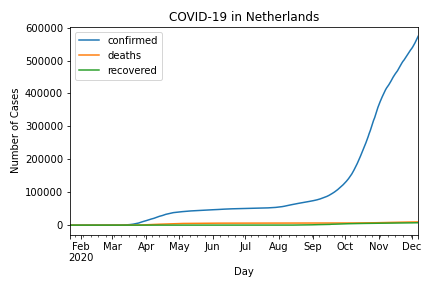 COVID-19 in Netherlands
confirmed
deaths
recovered
600000
500000
400000
300000
200000
100000
0
Number of Cases
Feb Mar Apr May Jun Jul Aug Sep Oct Nov Dec
2020
Day